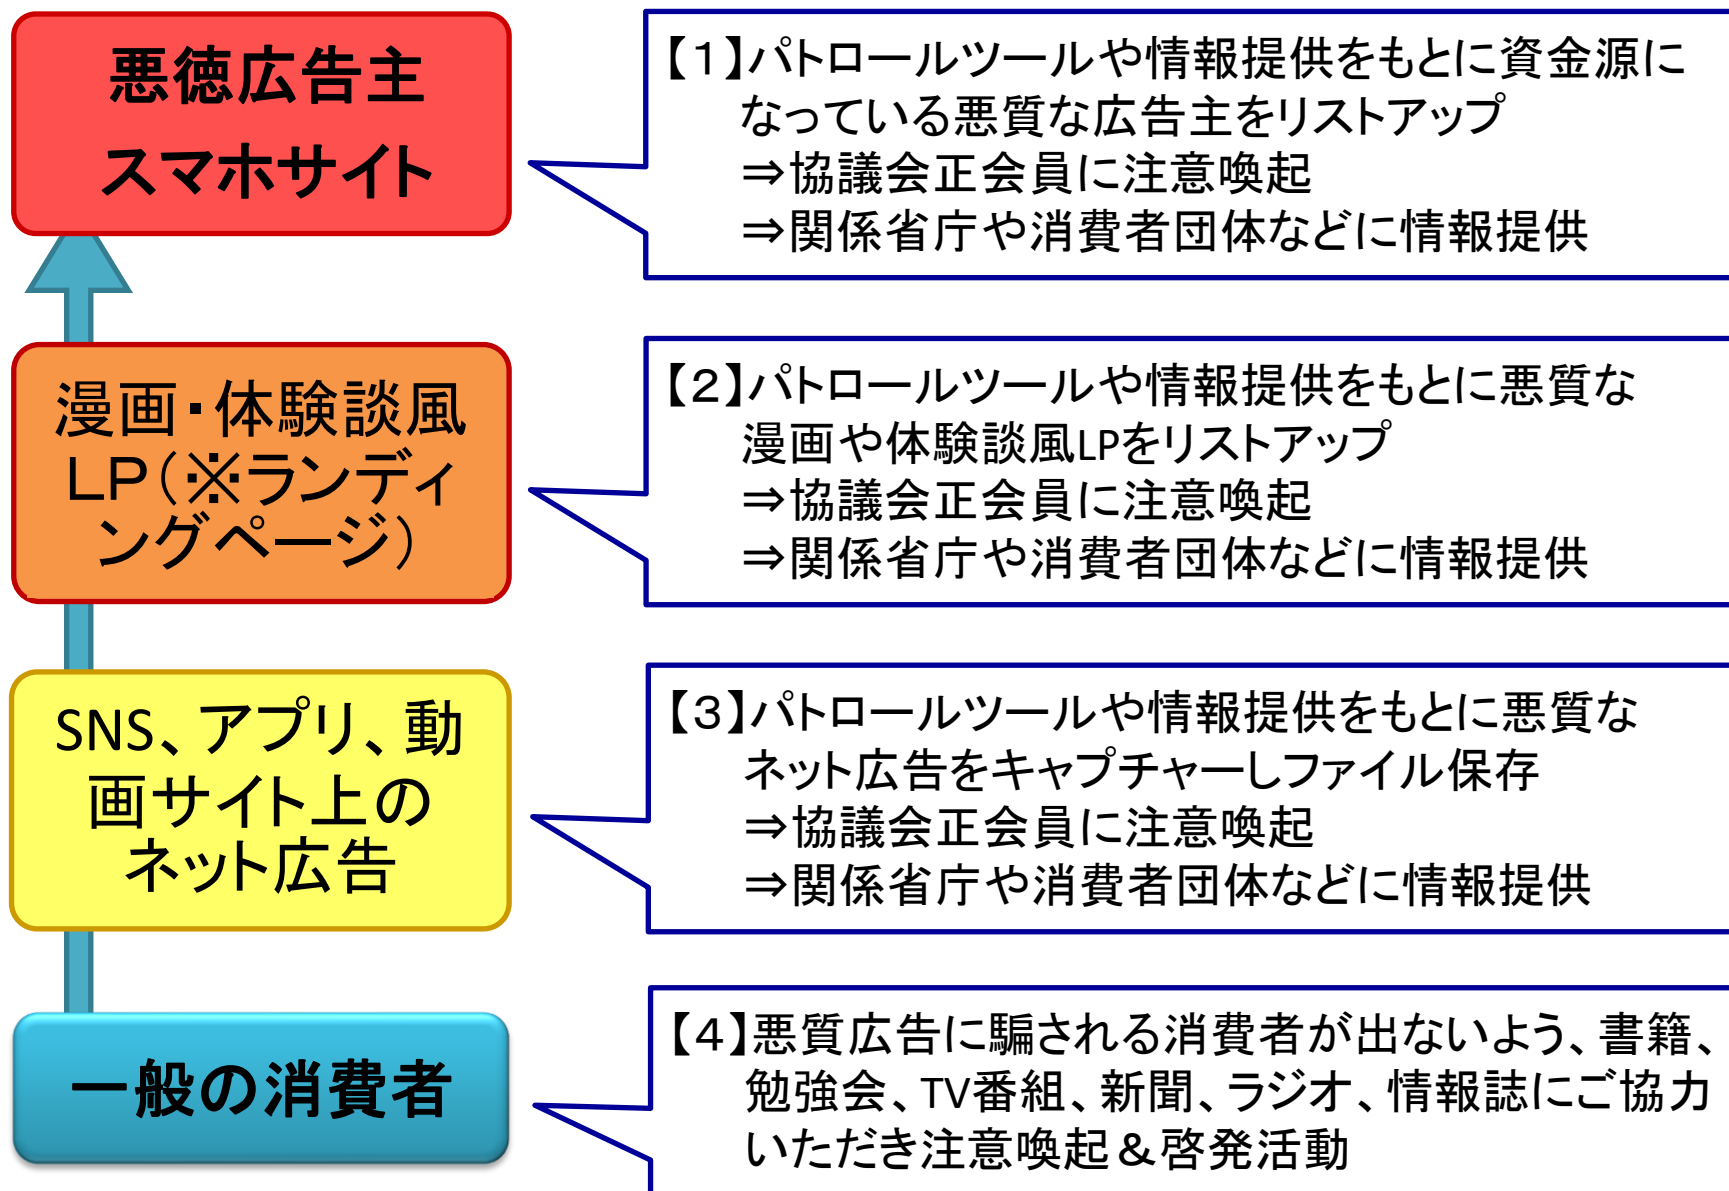 悪徳広告主
スマホサイト
【１】パトロールツールや情報提供をもとに資金源に
なっている悪質な広告主をリストアップ
⇒協議会正会員に注意喚起
⇒関係省庁や消費者団体などに情報提供
漫画・体験談風
ＬＰ（※ランディ
ングページ）
【２】パトロールツールや情報提供をもとに悪質な
漫画や体験談風LPをリストアップ
⇒協議会正会員に注意喚起
⇒関係省庁や消費者団体などに情報提供
SNS、アプリ、動
画サイト上の
ネット広告
【３】パトロールツールや情報提供をもとに悪質な
ネット広告をキャプチャーしファイル保存
⇒協議会正会員に注意喚起
⇒関係省庁や消費者団体などに情報提供
一般の消費者
【４】悪質広告に騙される消費者が出ないよう、書籍、
勉強会、TV番組、新聞、ラジオ、情報誌にご協力
いただき注意喚起＆啓発活動